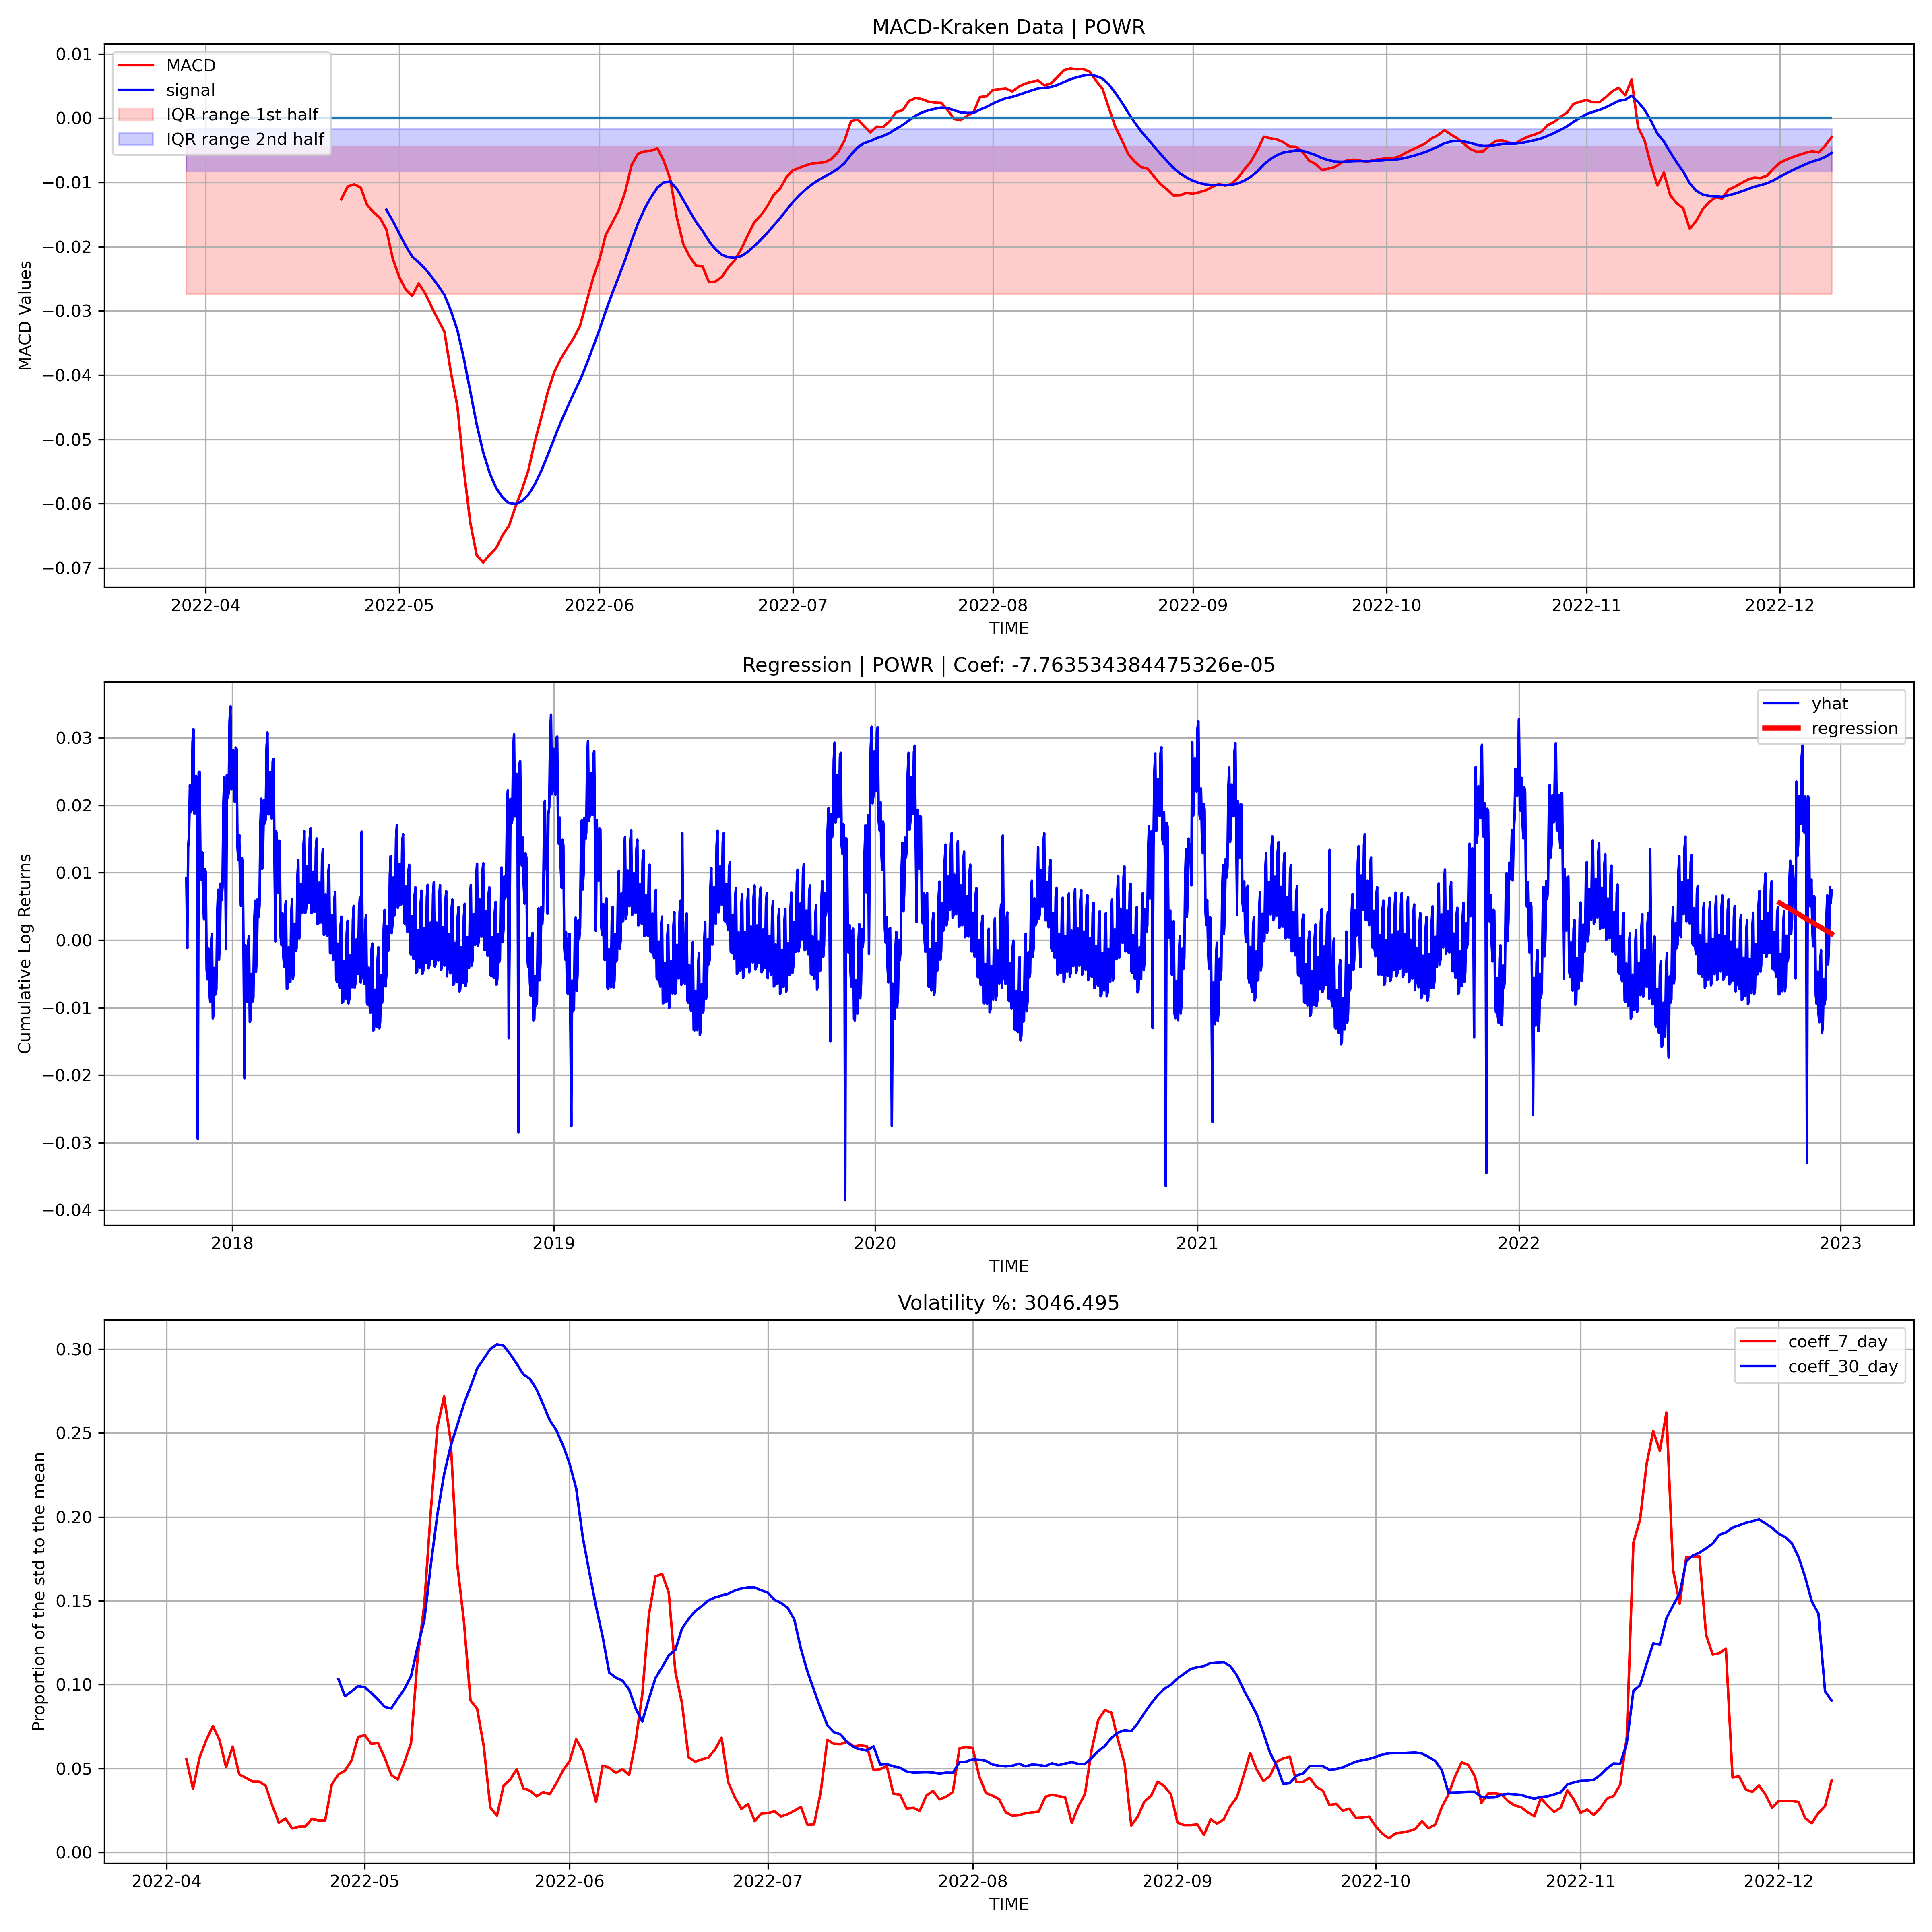 MACD-Kraken Data | POWR
MACD
signal
IQR range 1st half
IQR range 2nd half
MACD Values
0.01
0.00
−0.01
−0.02
−0.03
−0.04
−0.05
−0.06
−0.07
2022-04 2022-05 2022-06 2022-07 2022-08 2022-09 2022-10 2022-11 2022-12
TIME
Regression | POWR | Coef: -7.763534384475326e-05
yhat
regression
Cumulative Log Returns
0.03
0.02
0.01
0.00
−0.01
−0.02
−0.03
−0.04
2018 2019 2020 2021 2022 2023
TIME
Volatility %: 3046.495
coeff_7_day
coeff_30_day
Proportion of the std to the mean
0.30
0.25
0.20
0.15
0.10
0.05
0.00
2022-04 2022-05 2022-06 2022-07 2022-08 2022-09 2022-10 2022-11 2022-12
TIME